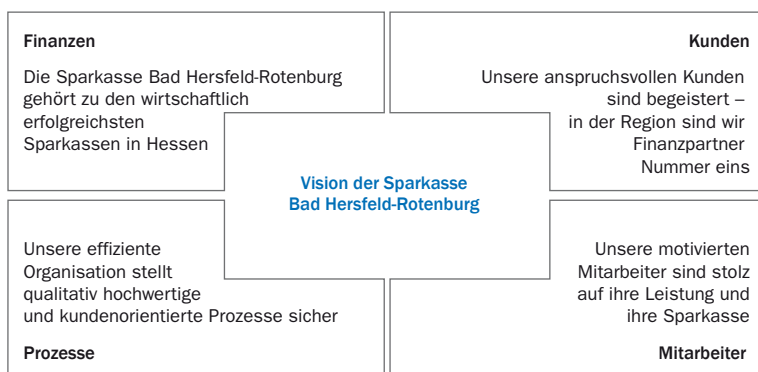 Finanzen
Die Sparkasse Bad Hersfeld-Rotenburg
gehört zu den wirtschaftlich
erfolgreichsten
Sparkassen in Hessen
Kunden
Unsere anspruchsvollen Kunden
sind begeistert –
in der Region sind wir
Finanzpartner
Nummer eins
Vision der Sparkasse
Bad Hersfeld-Rotenburg
Unsere effiziente
Organisation stellt
qualitativ hochwertige
und kundenorientierte Prozesse sicher
Prozesse
Unsere motivierten
Mitarbeiter sind stolz
auf ihre Leistung und
ihre Sparkasse
Mitarbeiter